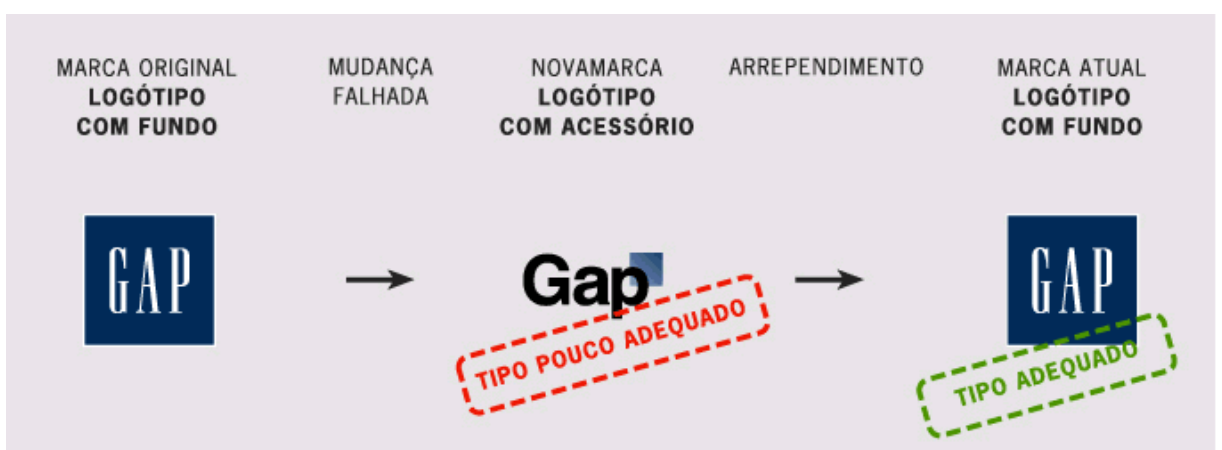 MARCA ORIGINAL
LOGÓTIPO
COM FUNDO
MUDANÇA
FALHADA
NOVAMARCA
LOGÓTIPO
COM ACESSÓRIO
ARREPENDIMENTO
MARCA ATUAL
LOGÓTIPO
COM FUNDO
GAP
Gap
TIPO POUCO ADEQUADO
GAP
TIPO ADEQUADO